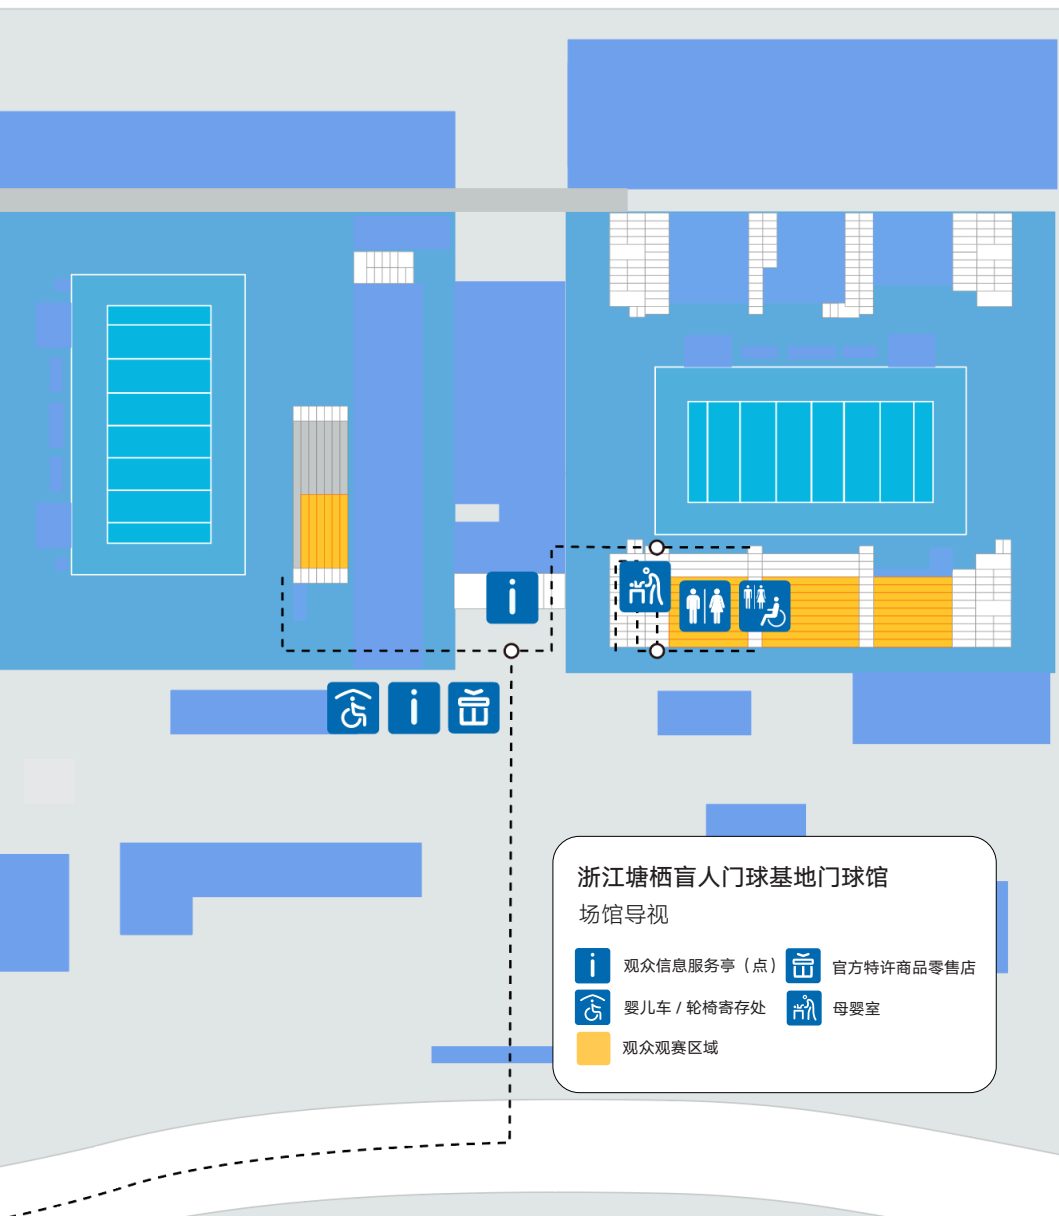 浙江塘栖盲人门球基地门球馆
场馆导视
观众信息服务亭（点）
官方特许商品零售店
婴儿车 / 轮椅寄存处
母婴室
观众观赛区域